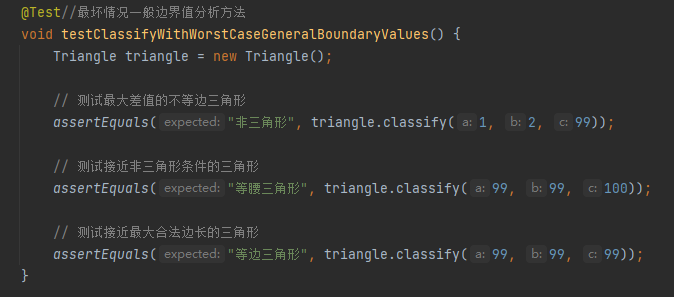 @Test//最坏情况一般边界值分析方法
void testClassifyWithWorstCaseGeneralBoundaryValues() {
Triangle triangle = new Triangle();
// 测试最大差值的不等边三角形
assertEquals( expected: "非三角形", triangle.classify( a: 1, b: 2, c: 99));
// 测试接近非三角形条件的三角形
assertEquals( expected: "等腰三角形", triangle.classify( a: 99, b: 99, c: 100));
// 测试接近最大合法边长的三角形
assertEquals( expected: "等边三角形", triangle.classify( a: 99, b: 99, c: 99));
}